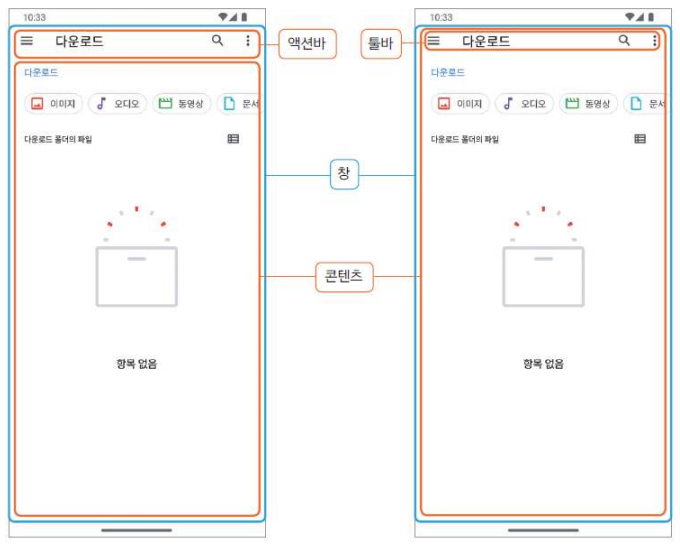 10:33
다운로드
다운로드
이미지 오디오 동영상 문서
다운로드 폴더의 파일
항목 없음
액션바
툴바
창
콘텐츠
10:33
다운로드
다운로드
이미지 오디오 동영상 문서
다운로드 폴더의 파일
항목 없음